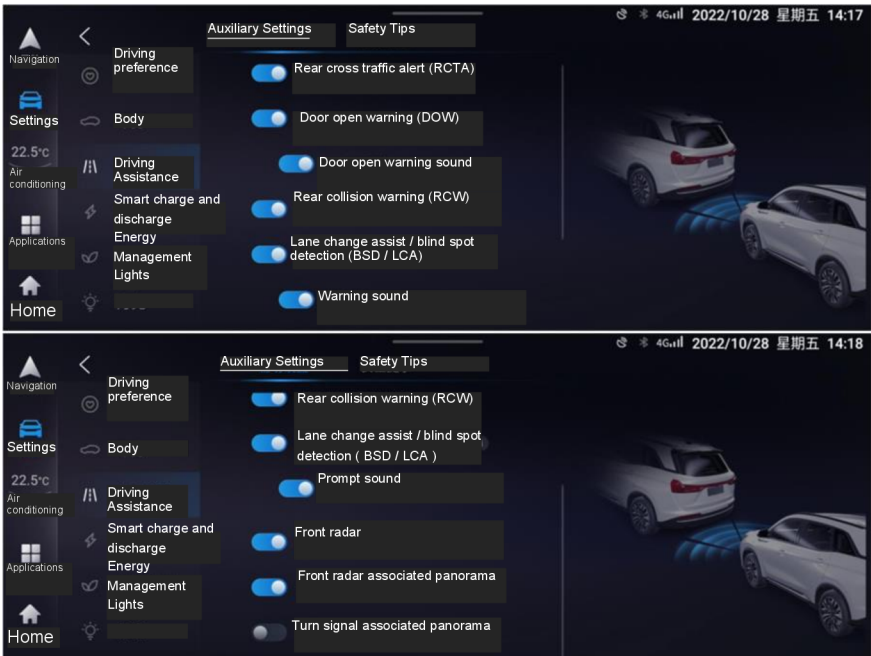 4G 2022/10/28 星期五 14:17
Auxiliary Settings
Safety Tips
Navigation
Settings
22.5°C
Air
conditioning
Applications
Home
Driving
preference
Body
Driving
Assistance
Smart charge and
discharge
Energy
Management
Lights
Rear cross traffic alert (RCTA)
Door open warning (DOW)
Door open warning sound
Rear collision warning (RCW)
Lane change assist / blind spot
detection (BSD / LCA)
Warning sound
4G 2022/10/28 星期五 14:18
Auxiliary Settings
Safety Tips
Navigation
Settings
22.5°C
Air
conditioning
Applications
Home
Driving
preference
Body
Driving
Assistance
Smart charge and
discharge
Energy
Management
Lights
Rear collision warning (RCW)
Lane change assist / blind spot
detection ( BSD / LCA )
Prompt sound
Front radar
Front radar associated panorama
Turn signal associated panorama